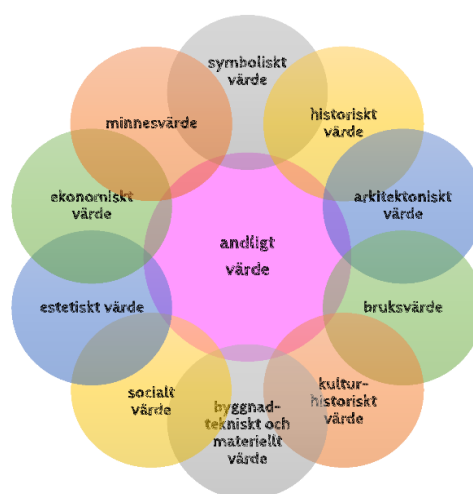 symboliskt
värde
historiskt
värde
arkitektoniskt
värde
bruksvärde
kultur-
historiskt
värde
byggnad-
tekniskt och
materiellt
värde
socialt
värde
estetiskt värde
ekonomiskt
värde
minnesvärde
andligt
värde